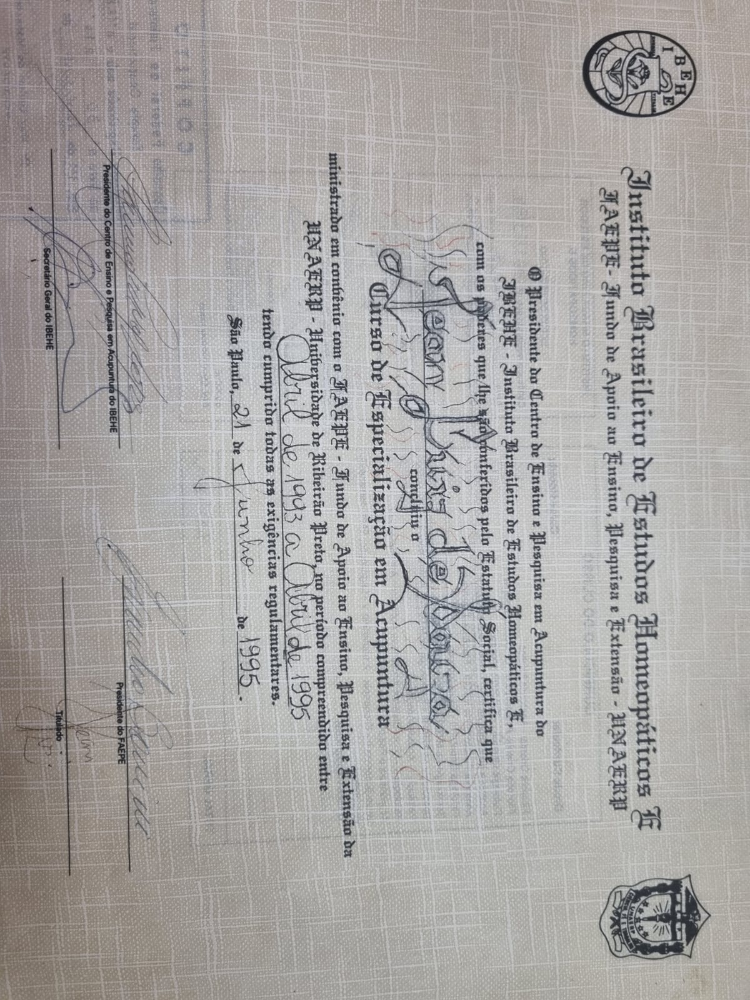 IBEHE
Instituto Brasileiro de Estudos Homeopáticos E
FAEPE - Fundo de Apoio ao Ensino, Pesquisa e Extensão - UNAERP
O Presidente do Centro de Ensino e Pesquisa em Acupuntura do
IBEHE - Instituto Brasileiro de Estudos Homeopáticos E,
com os poderes que lhe são conferidos pelo Estatuto Social, certifica que
Jean Luis de Souza
concluiu o
Curso de Especialização em Acupuntura
ministrado em convênio com o FAEPE - Fundo de Apoio ao Ensino, Pesquisa e Extensão da
UNAERP - Universidade de Ribeirão Preto, no período compreendido entre
Abril de 1993 a Abril de 1995
tendo cumprido todas as exigências regulamentares.
São Paulo, 21 de Junho de 1995.
Presidente do Centro de Ensino e Pesquisa em Acupuntura do IBEHE
Presidente do FAEPE
Secretário Geral do IBEHE
Titulado
UNAERP